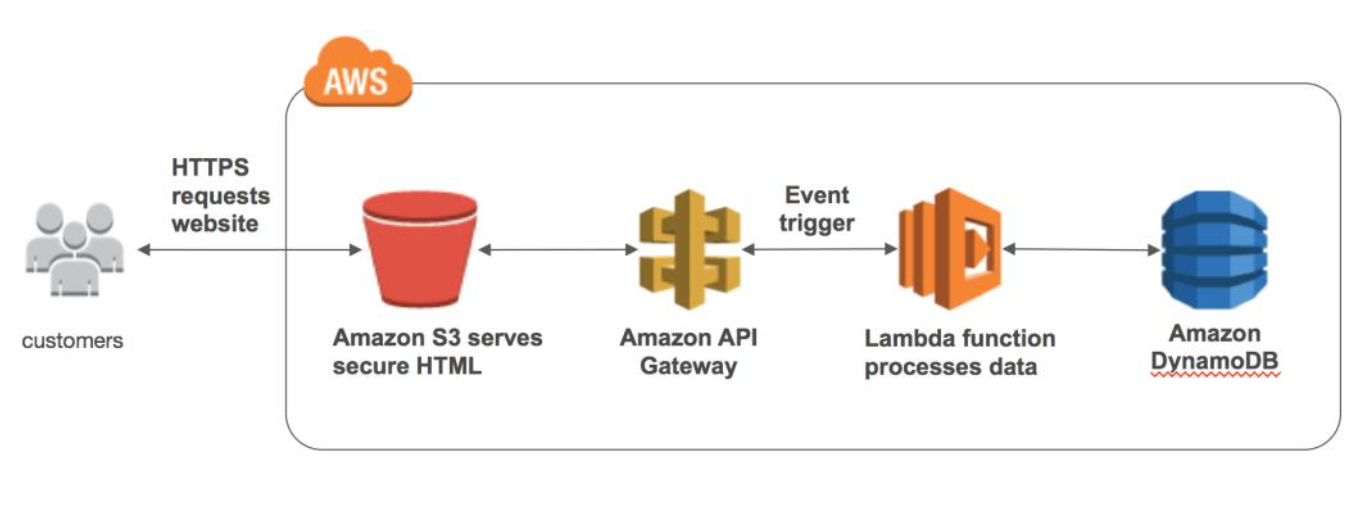 AWS
HTTPS
requests
website
Event
trigger
customers
Amazon S3 serves
secure HTML
Amazon API
Gateway
Lambda function
processes data
Amazon
DynamoDB